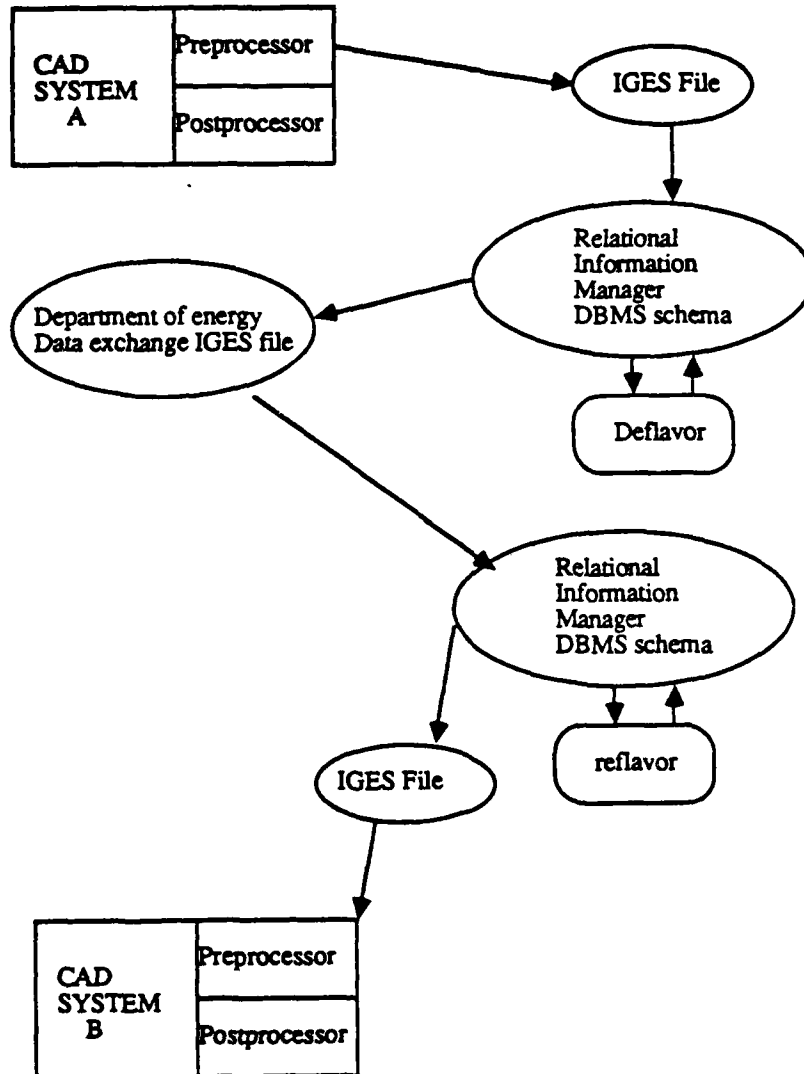 CAD
SYSTEM
A
Preprocessor
Postprocessor
IGES File
Relational
Information
Manager
DBMS schema
Department of energy
Data exchange IGES file
Deflavor
Relational
Information
Manager
DBMS schema
reflavor
IGES File
CAD
SYSTEM
B
Preprocessor
Postprocessor